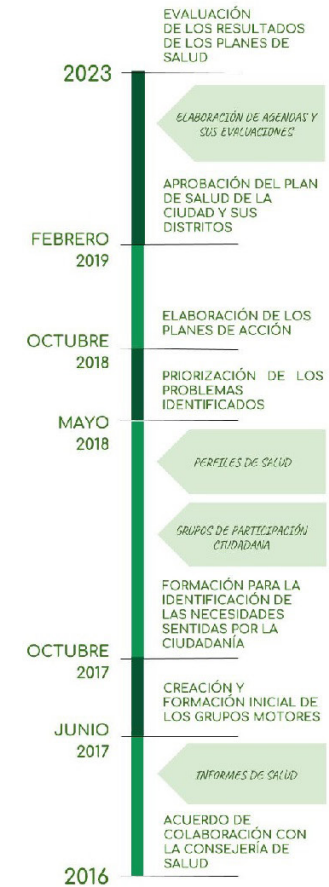 EVALUACIÓN
DE LOS RESULTADOS
DE LOS PLANES DE
SALUD
2023
ELABORACIÓN DE AGENDAS Y
SUS EVALUACIONES
APROBACIÓN DEL PLAN
DE SALUD DE LA
CIUDAD Y SUS
DISTRITOS
FEBRERO
2019
ELABORACIÓN DE LOS
PLANES DE ACCIÓN
OCTUBRE
2018
PRIORIZACIÓN DE LOS
PROBLEMAS
IDENTIFICADOS
MAYO
2018
PERFILES DE SALUD
GRUPOS DE PARTICIPACIÓN
CIUDADANA
FORMACIÓN PARA LA
IDENTIFICACIÓN DE
LAS NECESIDADES
SENTIDAS POR LA
CIUDADANÍA
OCTUBRE
2017
CREACIÓN Y
FORMACIÓN INICIAL DE
LOS GRUPOS MOTORES
JUNIO
2017
INFORMES DE SALUD
ACUERDO DE
COLABORACIÓN CON
LA CONSEJERÍA DE
SALUD
2016